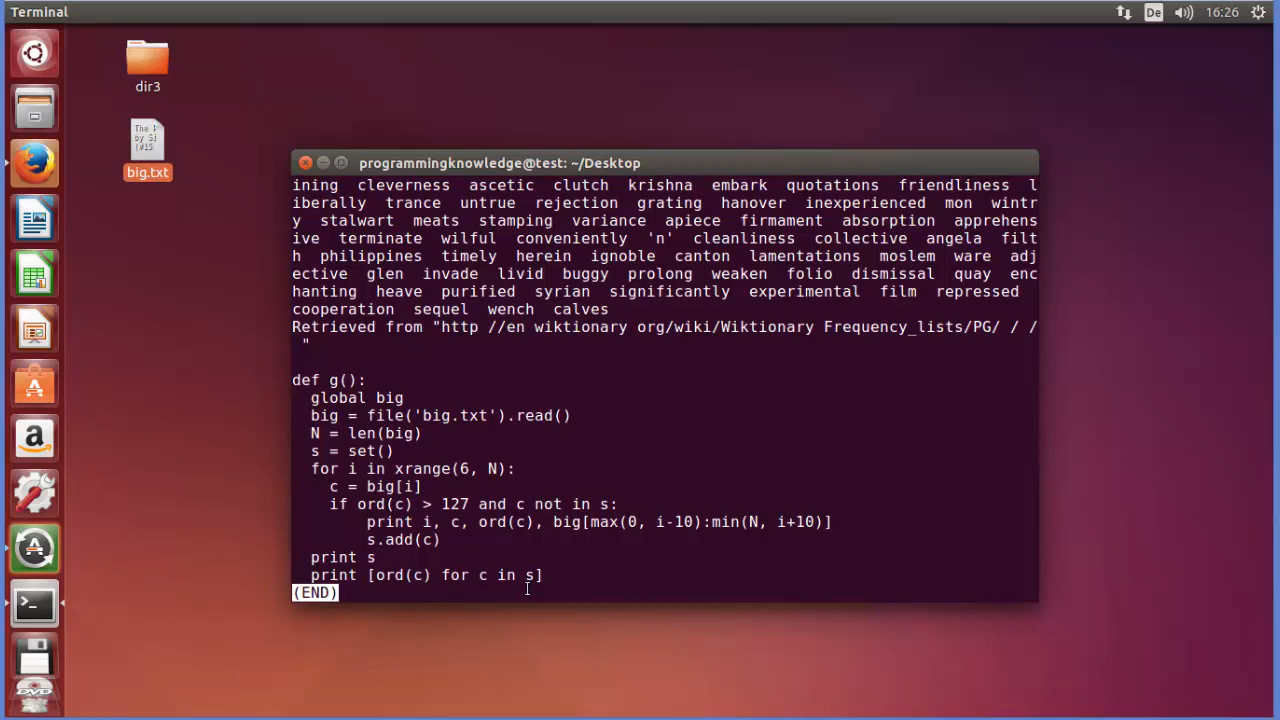 Terminal
De
16:26
dir3
The P
by Si
(#15
big.txt
programmingknowledge@test: ~/Desktop
ining  cleverness  ascetic  clutch  krishna  embark  quotations  friendliness  l
iberally  trance  untrue  rejection  grating  hanover  inexperienced  mon  wintr
y  stalwart  meats  stamping  variance  apiece  firmament  absorption  apprehens
ive  terminate  wilful  conveniently  'n'  cleanliness  collective  angela  filt
h  philippines  timely  herein  ignoble  canton  lamentations  moslem  ware  adj
ective  glen  invade  livid  buggy  prolong  weaken  folio  dismissal  quay  enc
hanting  heave  purified  syrian  significantly  experimental  film  repressed
cooperation  sequel  wench  calves
Retrieved from "http //en wiktionary org/wiki/Wiktionary Frequency_lists/PG/ / /
 "
def g():
  global big
  big = file('big.txt').read()
  N = len(big)
  s = set()
  for i in xrange(6, N):
    c = big[i]
    if ord(c) > 127 and c not in s:
        print i, c, ord(c), big[max(0, i-10):min(N, i+10)]
        s.add(c)
  print s
  print [ord(c) for c in s]
(END)